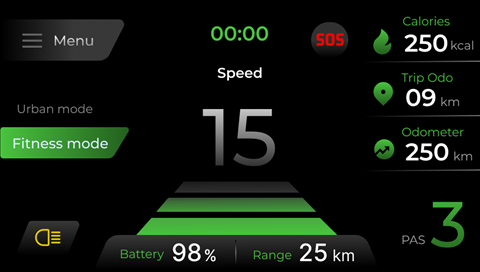 Menu
00:00
SOS
Calories
250 kcal
Speed
Trip Odo
09 km
Urban mode
15
Fitness mode
Odometer
250 km
PAS 3
Battery 98%
Range 25 km